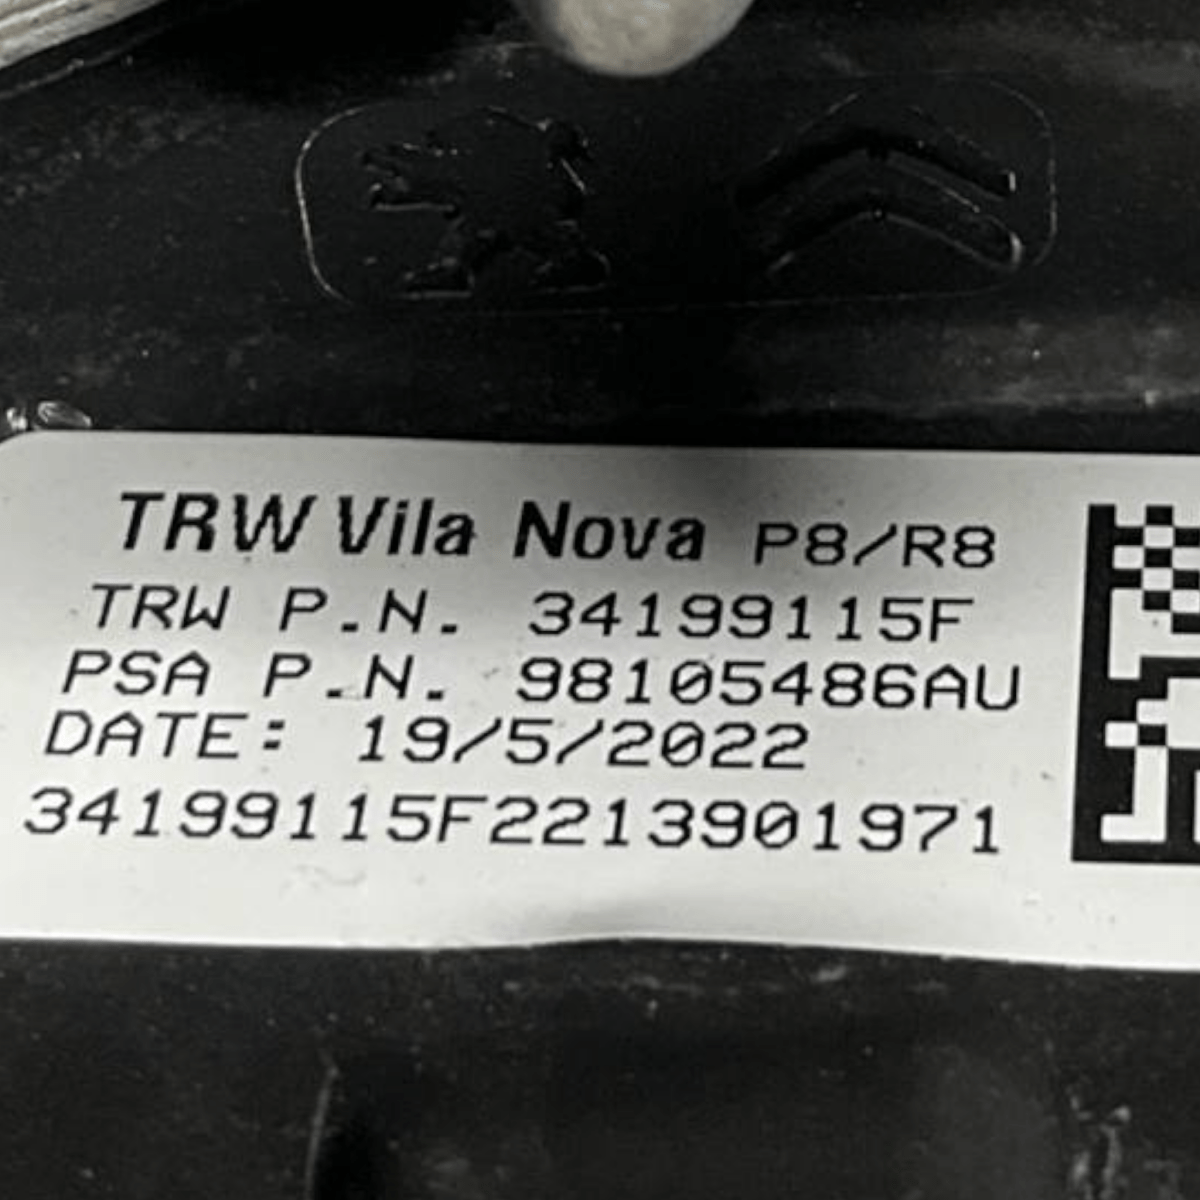 TRW Vila Nova P8/R8
TRW P.N. 34199115F
PSA P.N. 98105486AU
DATE: 19/5/2022
34199115F2213901971